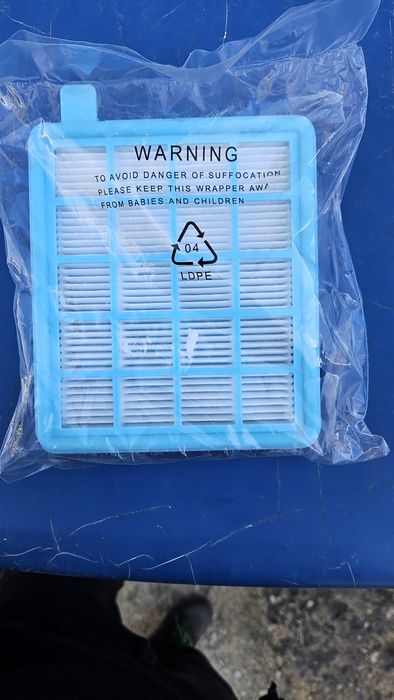 WARNING
TO AVOID DANGER OF SUFFOCATION
PLEASE KEEP THIS WRAPPER AWA
FROM BABIES AND CHILDREN
04
LDPE